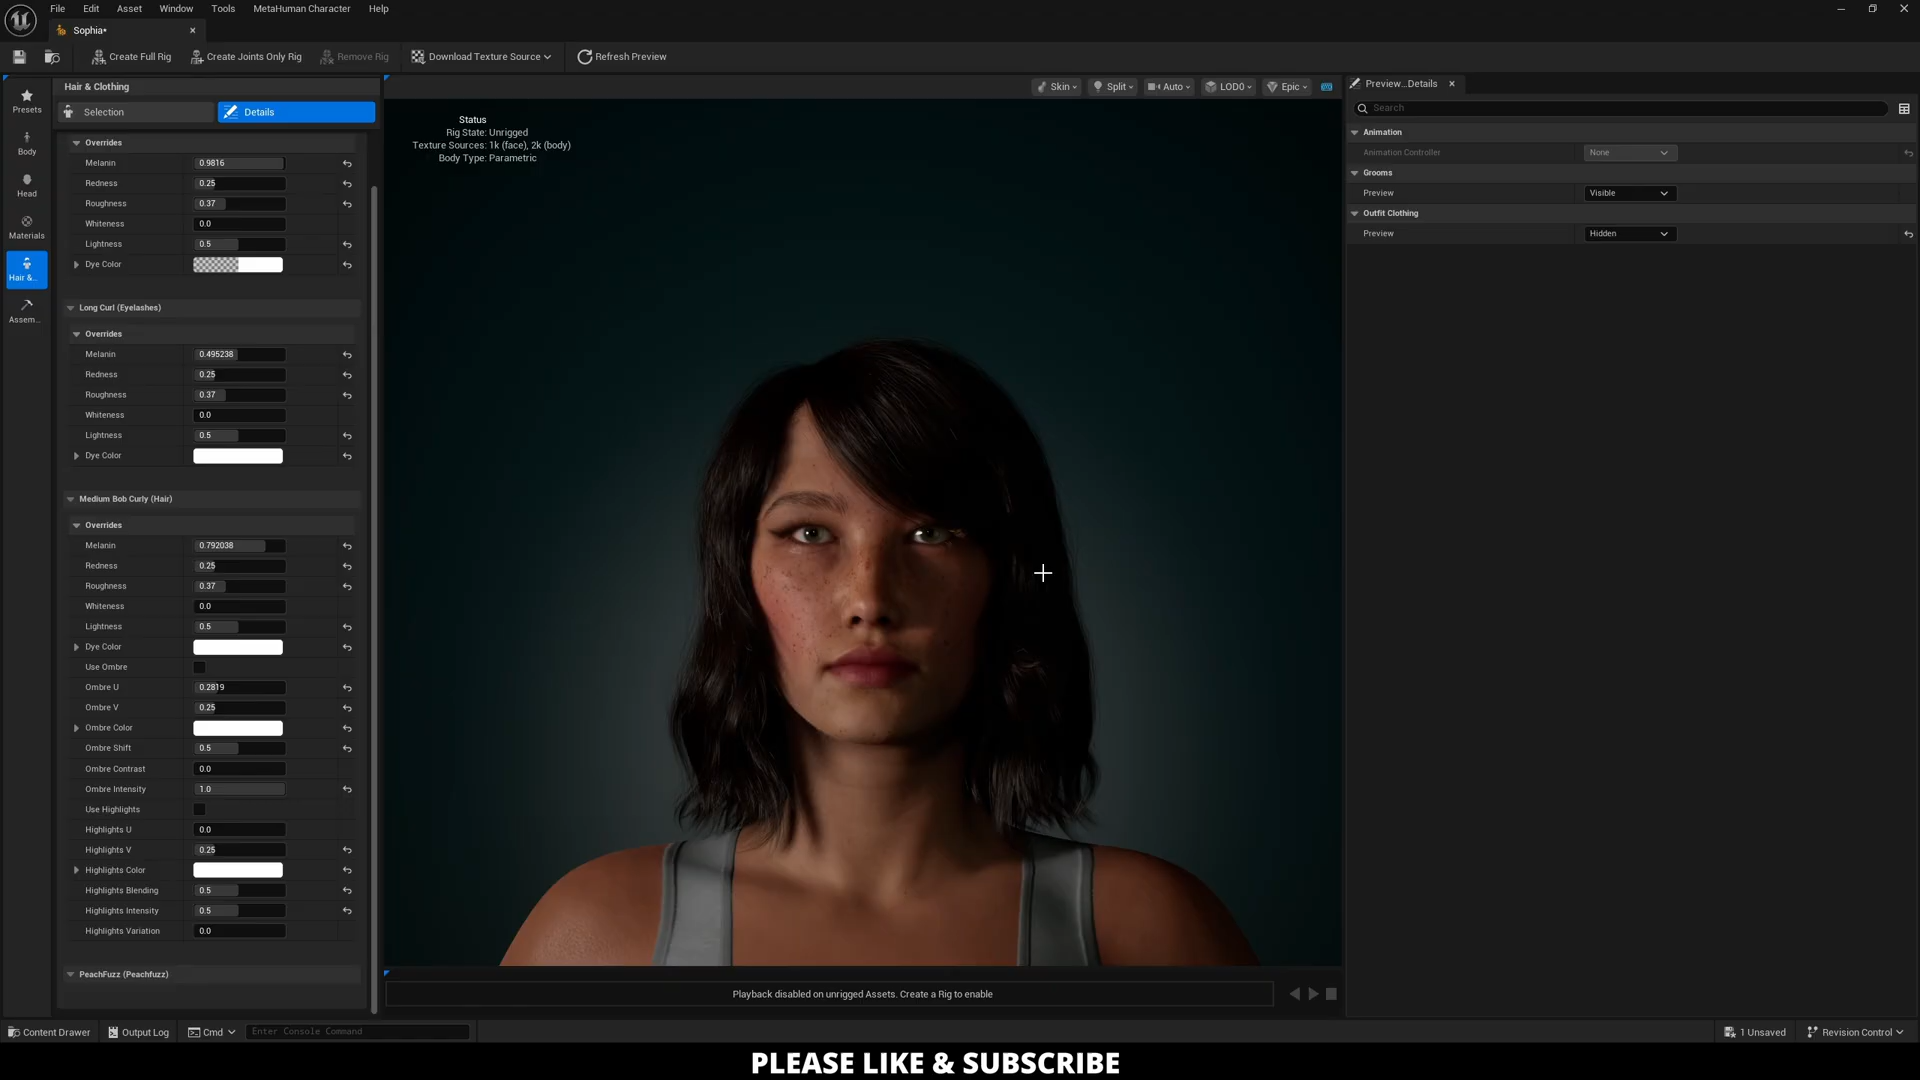 File Edit Asset Window Tools MetaHuman Character Help
Sophia*
Create Full Rig Create Joints Only Rig Remove Rig Download Texture Source Refresh Preview
Hair & Clothing
Selection Details
Presets
Body
Head
Materials
Hair &..
Assem...
Overrides
Melanin 0.9816
Redness 0.25
Roughness 0.37
Whiteness 0.0
Lightness 0.5
Dye Color
Long Curl (Eyelashes)
Overrides
Melanin 0.495238
Redness 0.25
Roughness 0.37
Whiteness 0.0
Lightness 0.5
Dye Color
Medium Bob Curly (Hair)
Overrides
Melanin 0.792038
Redness 0.25
Roughness 0.37
Whiteness 0.0
Lightness 0.5
Dye Color
Use Ombre
Ombre U 0.2819
Ombre V 0.25
Ombre Color
Ombre Shift 0.5
Ombre Contrast 0.0
Ombre Intensity 1.0
Use Highlights
Highlights U 0.0
Highlights V 0.25
Highlights Color
Highlights Blending 0.5
Highlights Intensity 0.5
Highlights Variation 0.0
PeachFuzz (Peachfuzz)
Skin Split Auto LOD0 Epic
Status
Rig State: Unrigged
Texture Sources: 1k (face), 2k (body)
Body Type: Parametric
Playback disabled on unrigged Assets. Create a Rig to enable
Preview...Details
Search
Animation
Animation Controller None
Grooms
Preview Visible
Outfit Clothing
Preview Hidden
Content Drawer Output Log Cmd Enter Console Command 1 Unsaved Revision Control
PLEASE LIKE & SUBSCRIBE